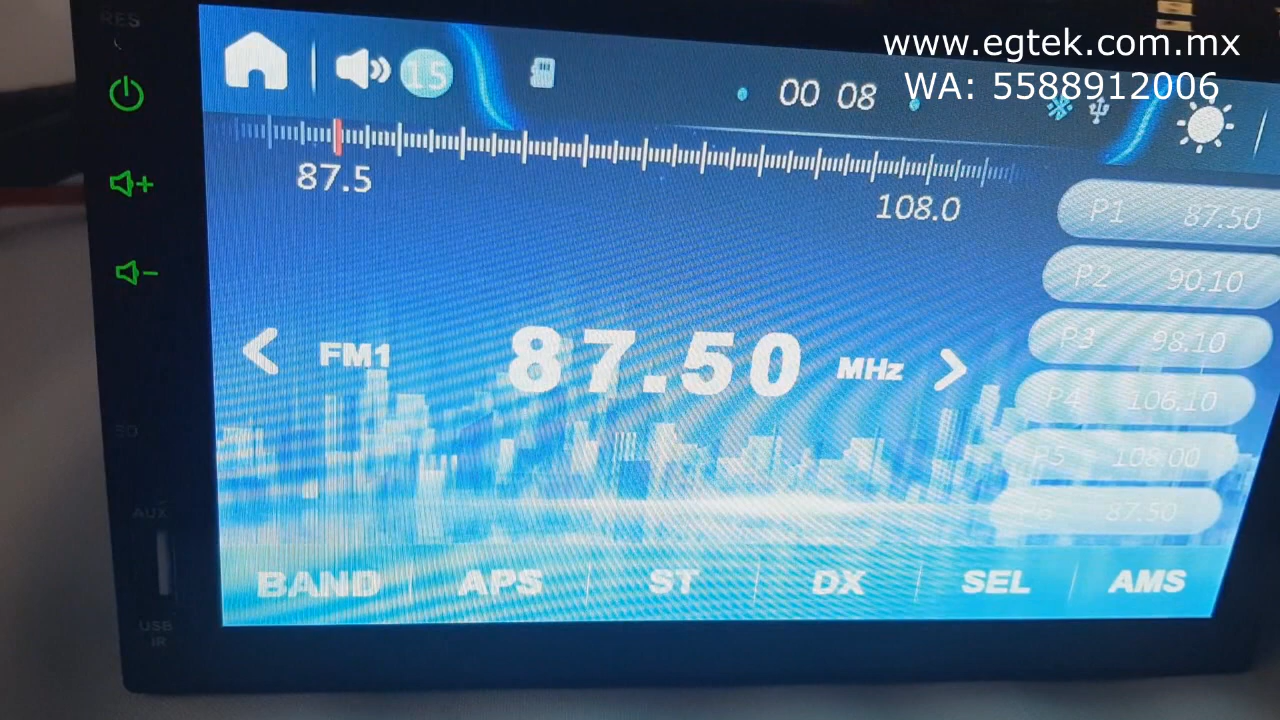 RES
www.egtek.com.mx
WA: 5588912006
15
00 08
87.5
108.0
P1 87.50
P2 90.10
P3 98.10
P4 106.10
P5 108.00
P6 87.50
FM1 87.50 MHz
BAND APS ST DX SEL AMS
SD
AUX
USB
IR